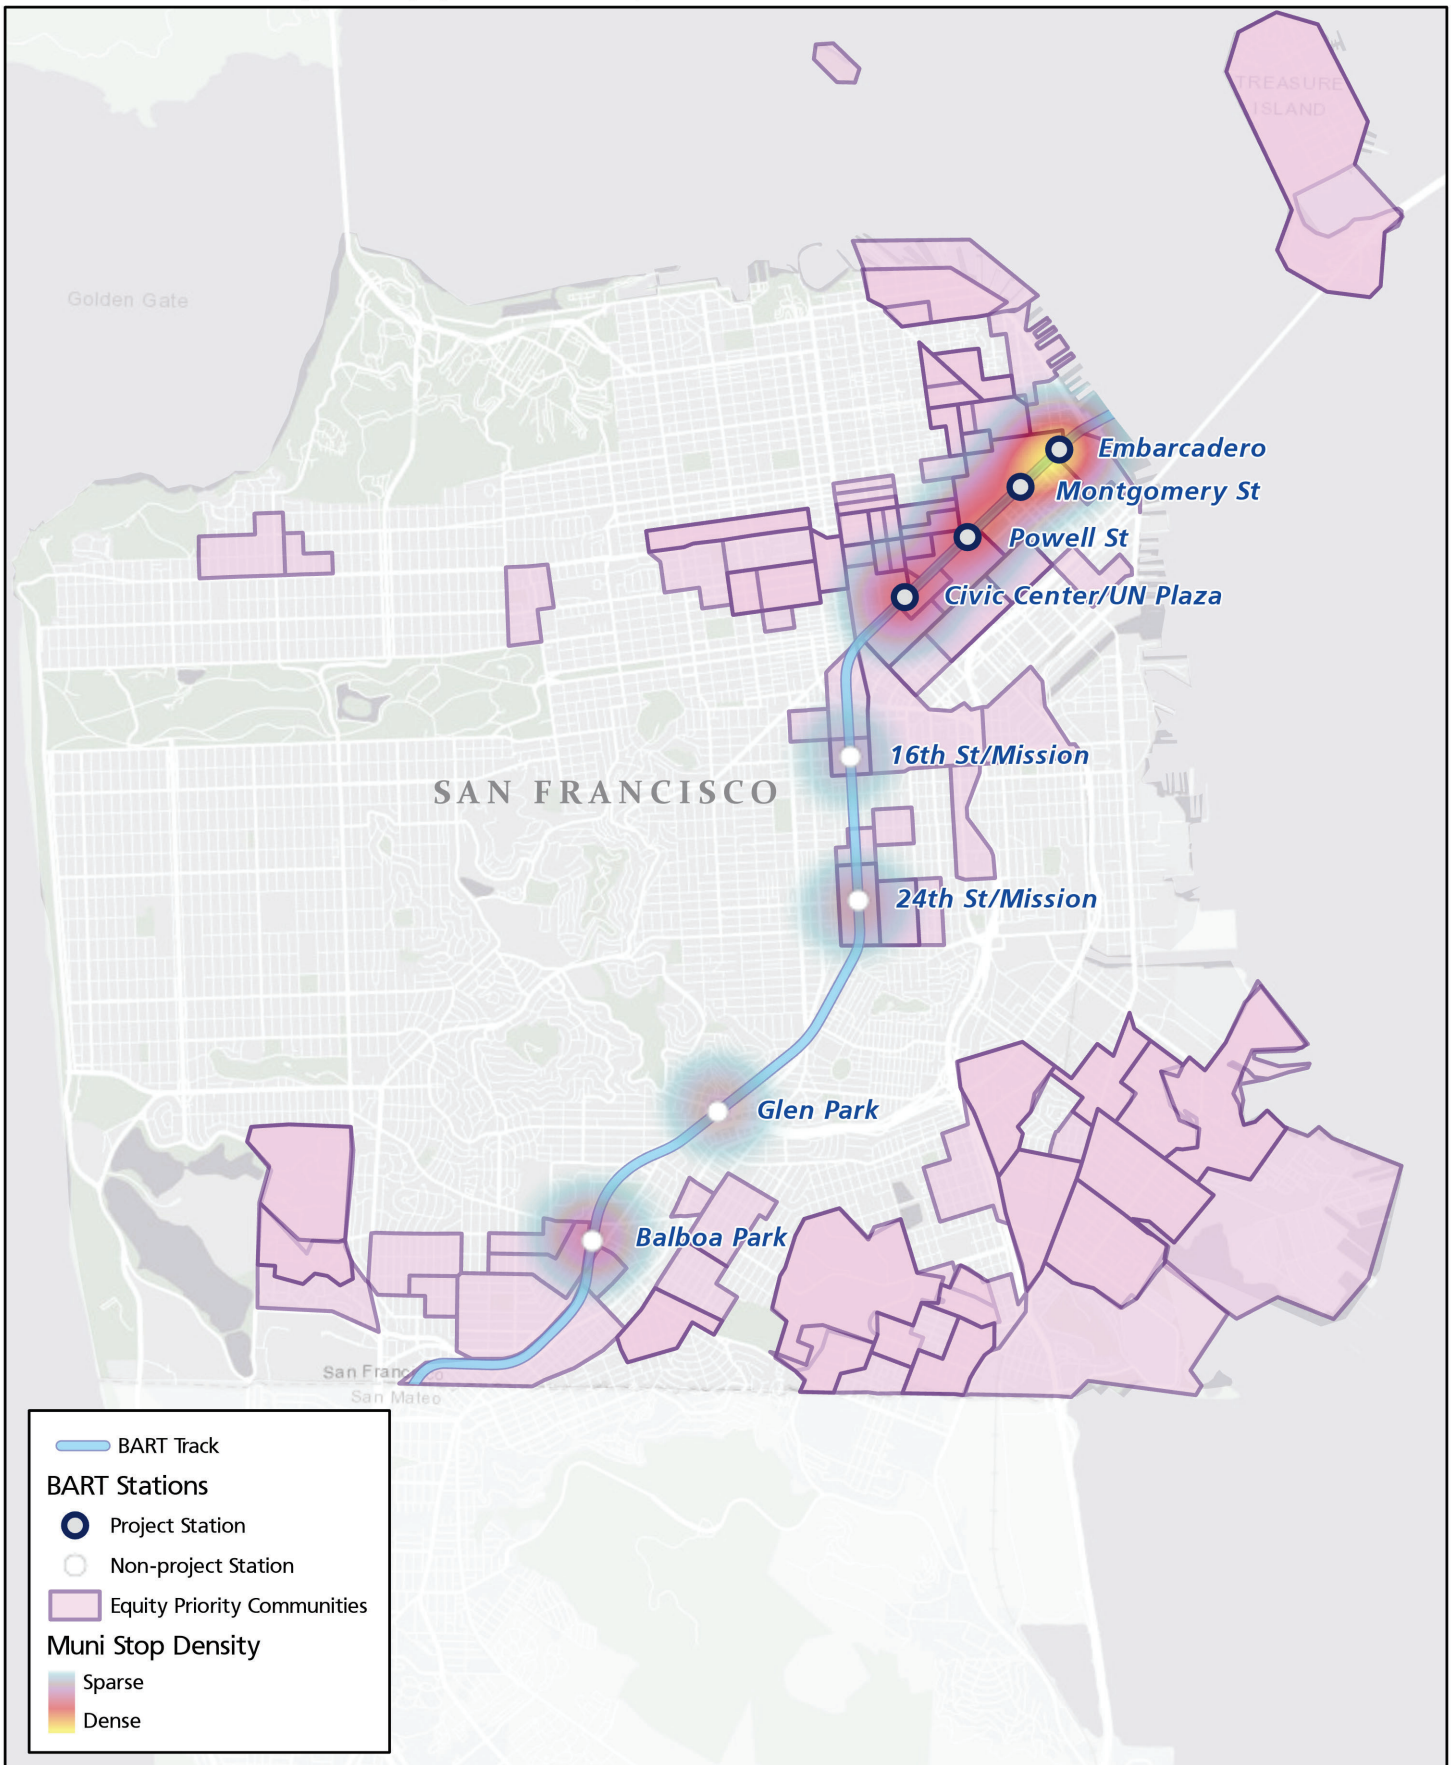 TREASURE
ISLAND
Golden Gate
Embarcadero
Montgomery St
Powell St
Civic Center/UN Plaza
16th St/Mission
SAN FRANCISCO
24th St/Mission
Glen Park
Balboa Park
San Francisco
San Mateo
BART Track
BART Stations
Project Station
Non-project Station
Equity Priority Communities
Muni Stop Density
Sparse
Dense